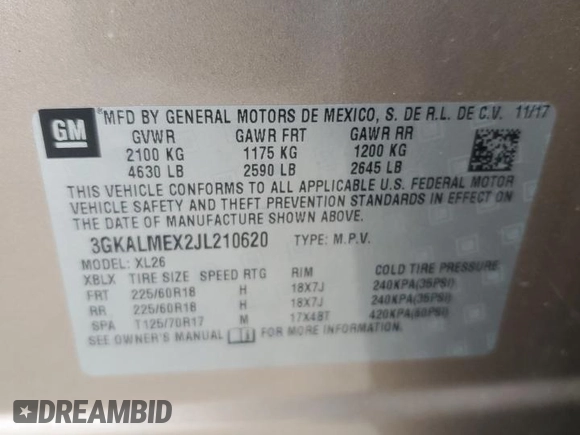 GM
®MFD BY GENERAL MOTORS DE MEXICO, S. DE R.L. DE C.V. 11/17
GVWR GAWR FRT GAWR RR
2100 KG 1175 KG 1200 KG
4630 LB 2590 LB 2645 LB
THIS VEHICLE CONFORMS TO ALL APPLICABLE U.S. FEDERAL MOTOR
VEHICLE SAFETY AND THEFT PREVENTION STANDARDS IN EFFECT ON
THE DATE OF MANUFACTURE SHOWN ABOVE.
3GKALMEX2JL210620 TYPE: M.P.V.
MODEL: XL26
XBLX TIRE SIZE SPEED RTG RIM COLD TIRE PRESSURE
FRT 225/60R18 H 18X7J 240KPA(35PSI)
RR 225/60R18 H 18X7J 240KPA(35PSI)
SPA T125/70R17 M 17X4BT 420KPA(60PSI)
SEE OWNER'S MANUAL FOR MORE INFORMATION.
DREAMBID